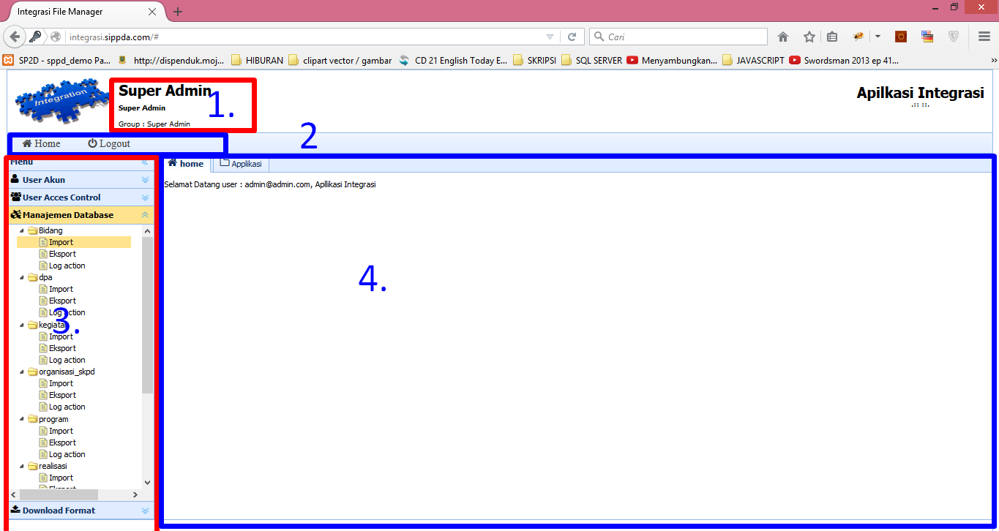 Integrasi File Manager
integrasi.sippda.com/#
Cari
SP2D - sppd_demo Pa... http://dispenduk.moj... HIBURAN clipart vector / gambar CD 21 English Today E... SKRIPSI SQL SERVER Menyambungkan... JAVASCRIPT Swordsman 2013 ep 41...
Integration
Super Admin
Super Admin
Group : Super Admin
1.
Apilkasi Integrasi
Home Logout
2
Menu
User Akun
User Acces Control
Manajemen Database
Bidang
Import
Eksport
Log action
dpa
Import
Eksport
Log action
3.
kegiatan
Import
Eksport
Log action
organisasi_skpd
Import
Eksport
Log action
program
Import
Eksport
Log action
realisasi
Import
Eksport
Download Format
home Applikasi
Selamat Datang user : admin@admin.com, Apllikasi Integrasi
4.